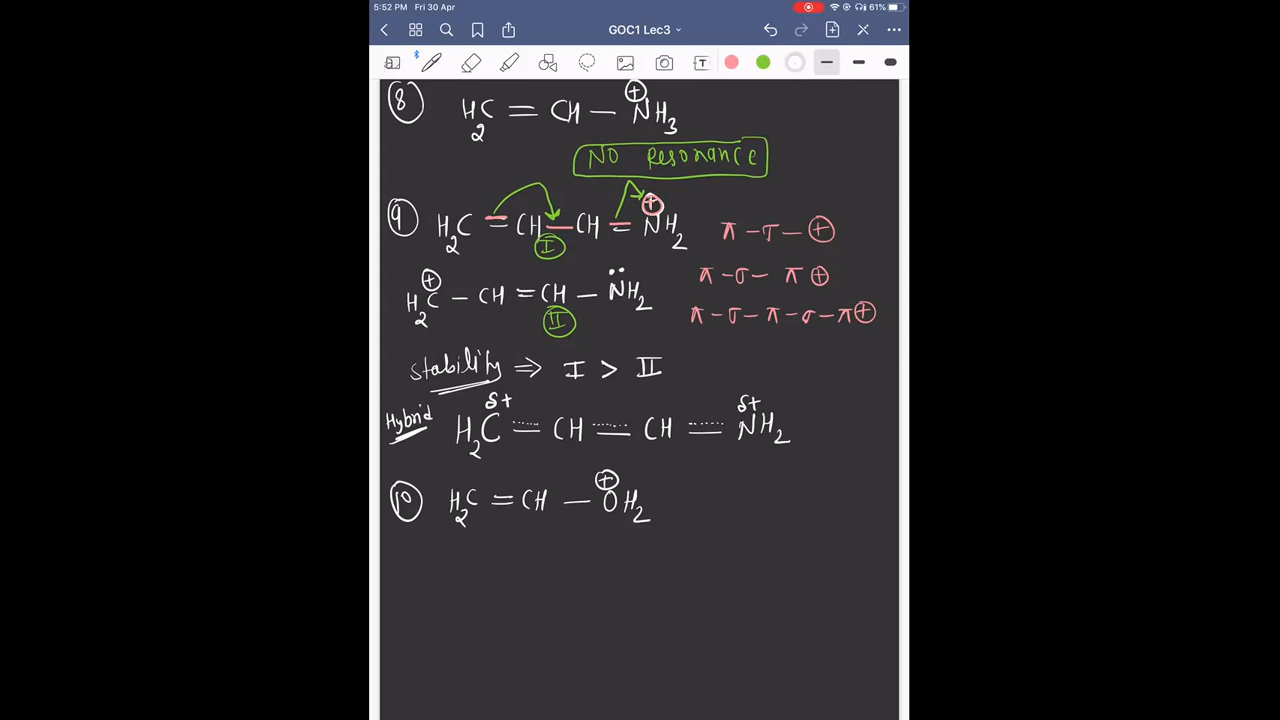 5:52 PM Fri 30 Apr
61%
GOC1 Lec3
T
8 H₂C = CH — N⊕H₃
NO Resonance
9 H₂C = CH — CH = N⊕H₂ π - σ - ⊕
I
π - σ - π ⊕
H₂C⊕ - CH = CH - N̈H₂
II
π - σ - π - σ - π ⊕
Stability ⇒ I > II
Hybrid H₂Cδ+ = CH = CH = Nδ+H₂
10 H₂C = CH — O⊕H₂